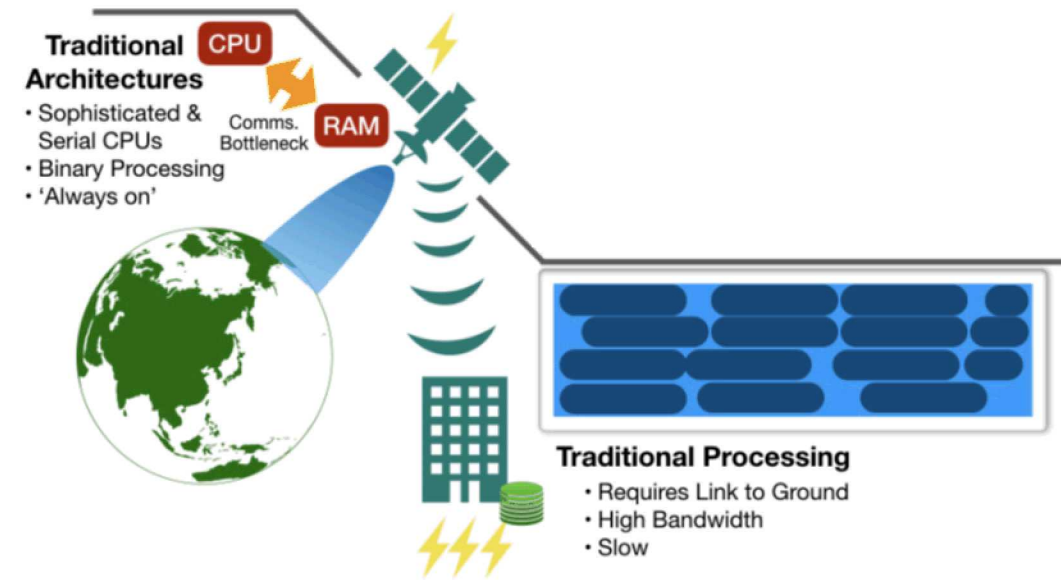 Traditional
Architectures
• Sophisticated &
Serial CPUs
• Binary Processing
• 'Always on'
CPU
Comms.
Bottleneck
RAM
Traditional Processing
• Requires Link to Ground
• High Bandwidth
• Slow